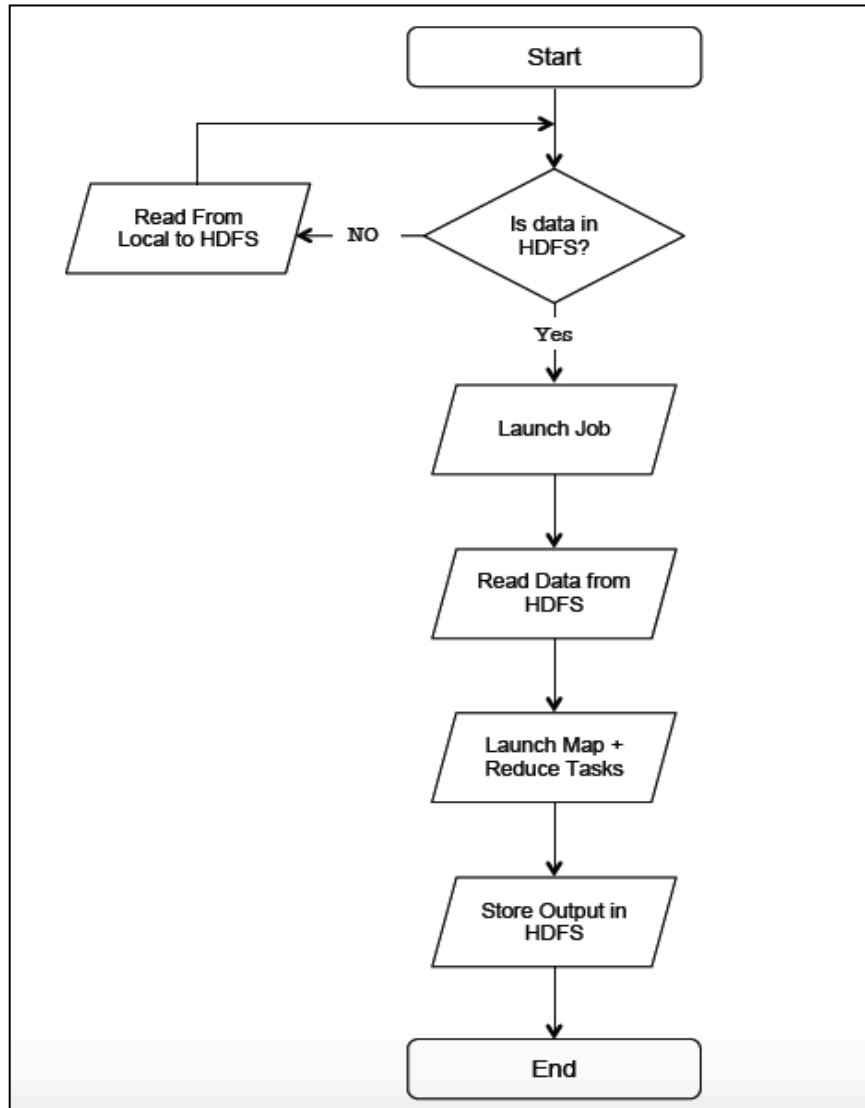 Start
Is data in
HDFS?
NO
Read From
Local to HDFS
Yes
Launch Job
Read Data from
HDFS
Launch Map +
Reduce Tasks
Store Output in
HDFS
End